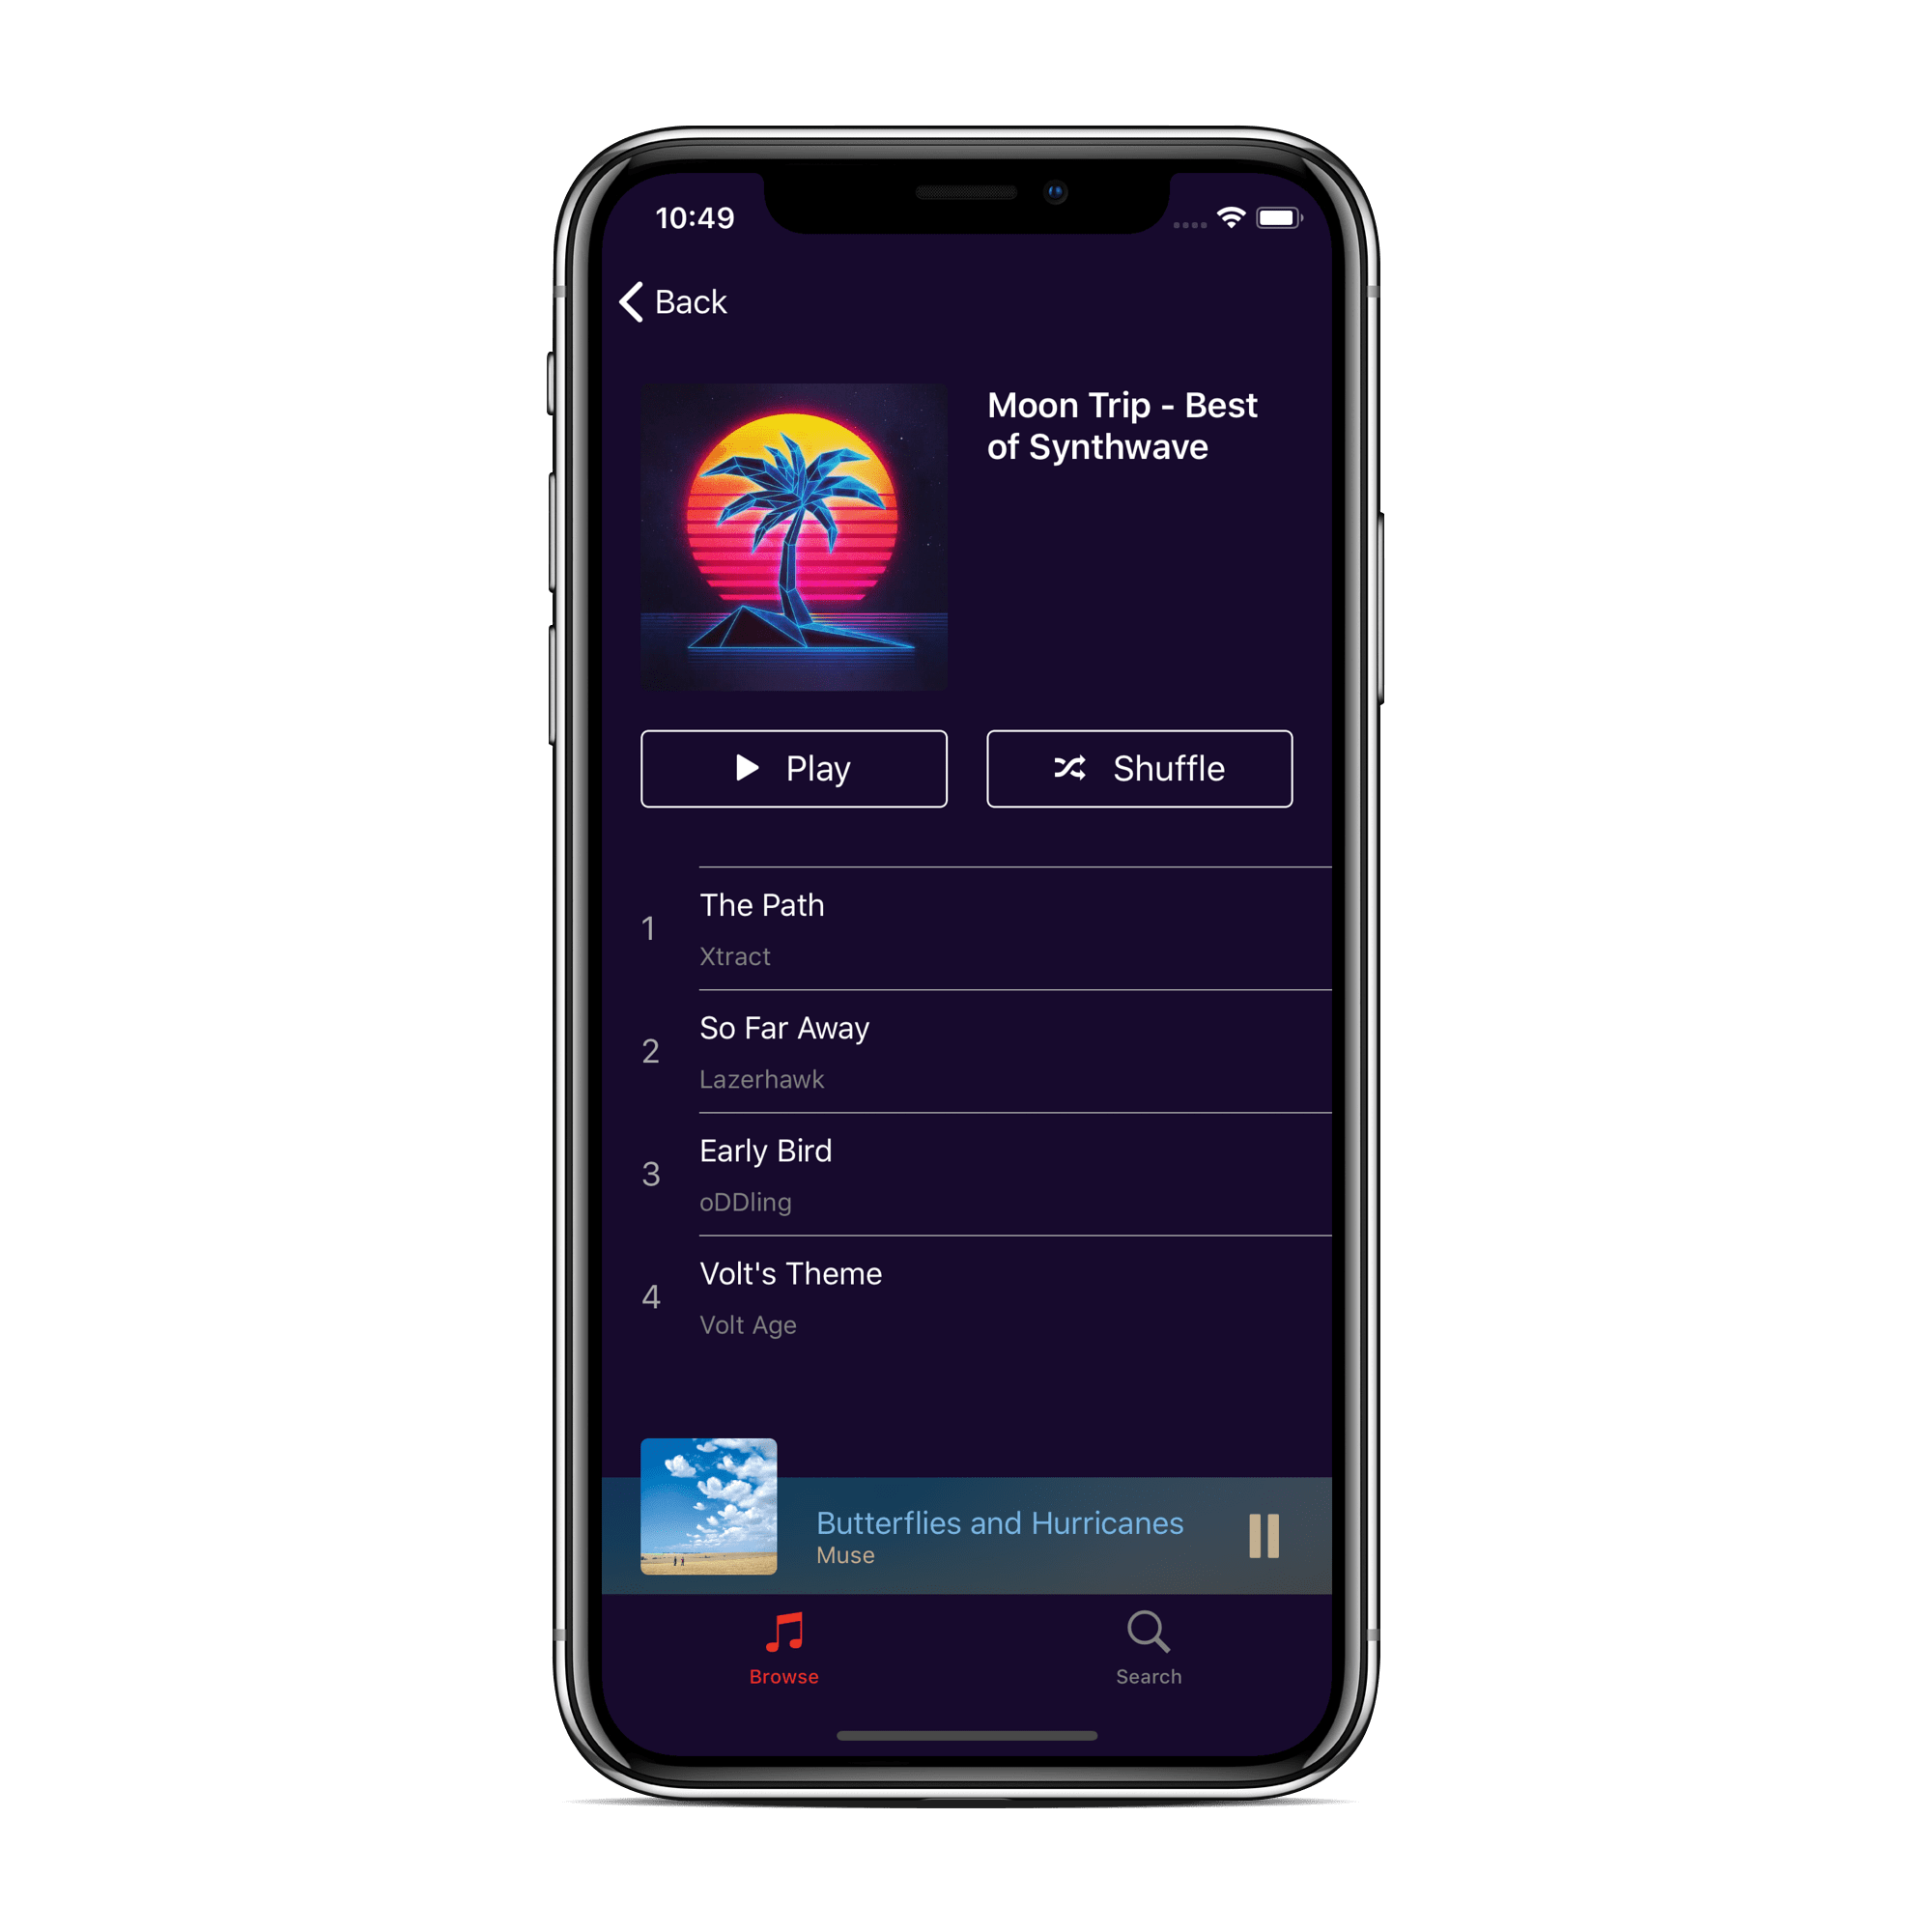 10:49
Back
Moon Trip - Best
of Synthwave
Play
Shuffle
1
The Path
Xtract
2
So Far Away
Lazerhawk
3
Early Bird
oDDling
4
Volt's Theme
Volt Age
Butterflies and Hurricanes
Muse
Browse
Search